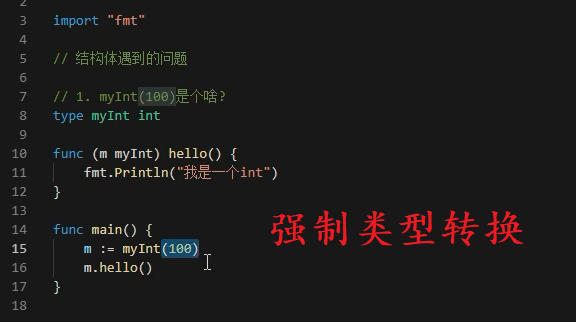 2
3 import "fmt"
4
5 // 结构体遇到的问题
6
7 // 1. myInt(100)是个啥?
8 type myInt int
9
10 func (m myInt) hello() {
11 fmt.Println("我是一个int")
12 }
13
14 func main() {
15 m := myInt(100)
16 m.hello()
17 }
18
强制类型转换